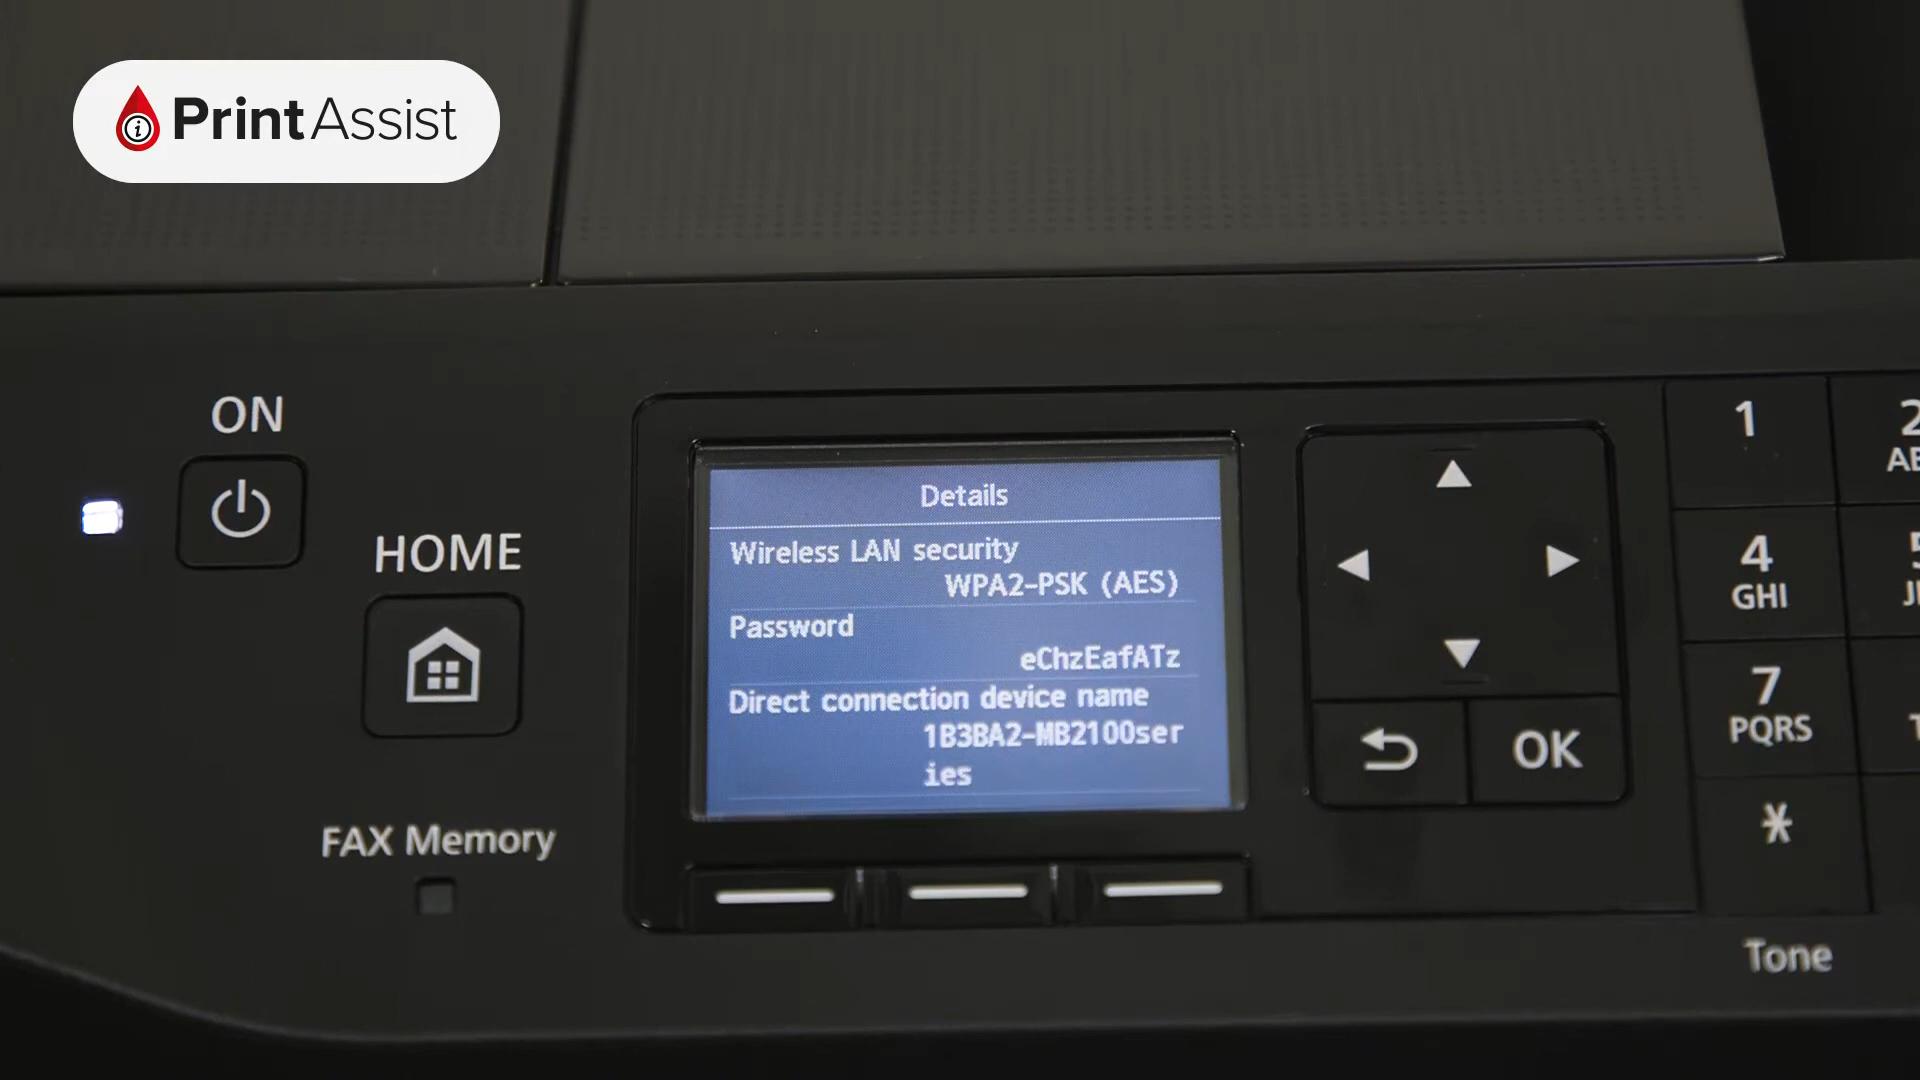 PrintAssist
ON
HOME
FAX Memory
Details
Wireless LAN security
WPA2-PSK (AES)
Password
eChzEafATz
Direct connection device name
1B3BA2-MB2100ser
ies
OK
1
2
4
GHI
7
PQRS
*
Tone